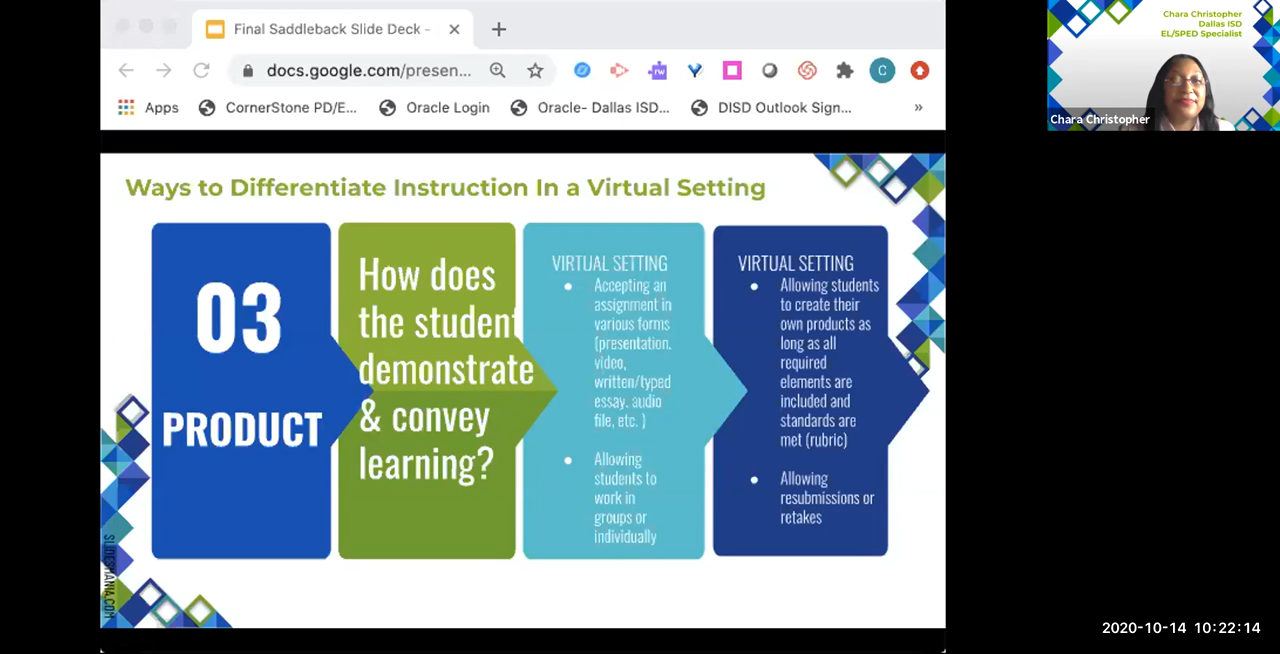 Final Saddleback Slide Deck -
docs.google.com/presen...
rw
C
Apps
CornerStone PD/E...
Oracle Login
Oracle- Dallas ISD...
DISD Outlook Sign...
»
Chara Christopher
Dallas ISD
EL/SPED Specialist
Chara Christopher
Ways to Differentiate Instruction In a Virtual Setting
03
PRODUCT
How does
the student
demonstrate
& convey
learning?
VIRTUAL SETTING
● Accepting an
assignment in
various forms
(presentation,
video,
written/typed
essay, audio
file, etc. )
● Allowing
students to
work in
groups or
individually
VIRTUAL SETTING
● Allowing students
to create their
own products as
long as all
required
elements are
included and
standards are
met (rubric)
● Allowing
resubmissions or
retakes
SLIDESMANIA.COM
2020-10-14 10:22:14